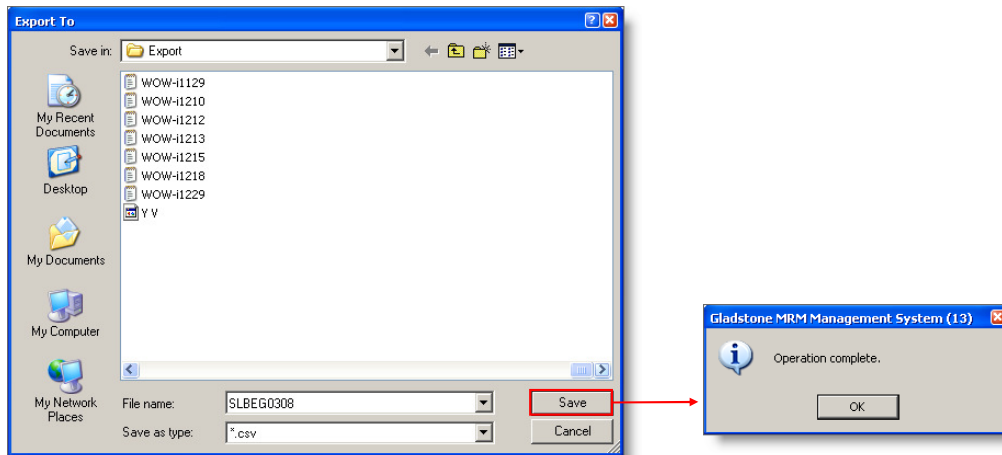 Export To
Save in:
Export
WOW-i1129
WOW-i1210
WOW-i1212
WOW-i1213
WOW-i1215
WOW-i1218
WOW-i1229
Y V
My Recent
Documents
Desktop
My Documents
My Computer
My Network
Places
File name:
SLBEG0308
Save
Save as type:
*.csv
Cancel
Gladstone MRM Management System (13)
Operation complete.
OK